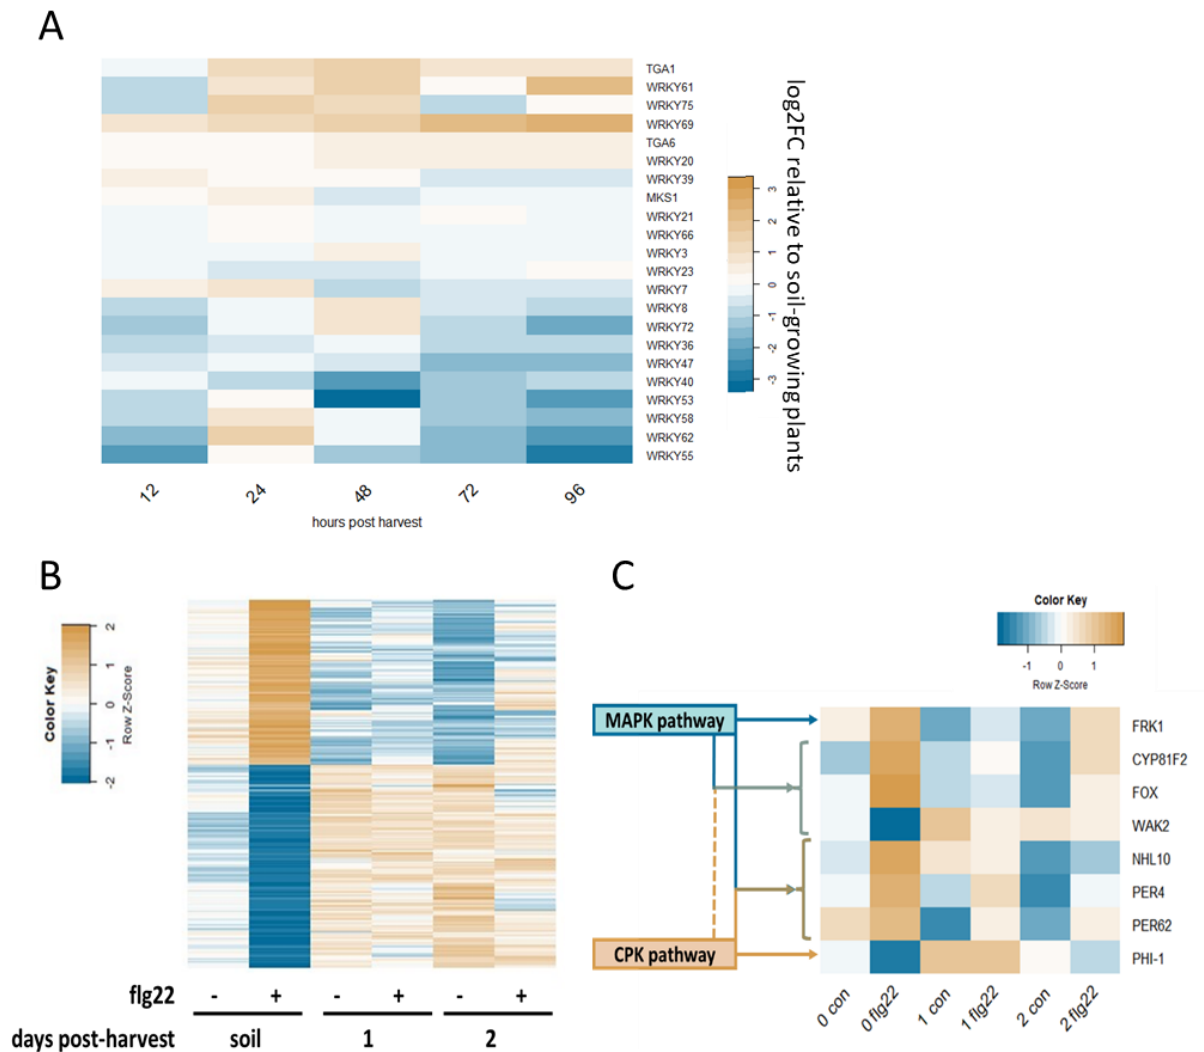 A
TGA1
WRKY61
WRKY75
WRKY69
TGA6
WRKY20
WRKY39
MKS1
WRKY21
WRKY66
WRKY3
WRKY23
WRKY7
WRKY8
WRKY72
WRKY36
WRKY47
WRKY40
WRKY53
WRKY58
WRKY62
WRKY55
12 24 48 72 96
hours post harvest
3
2
1
0
-1
-2
-3
log2FC relative to soil-growing plants
B
Color Key
2
1
0
-1
-2
Row Z-Score
flg22 - + - + - +
days post-harvest soil 1 2
C
Color Key
-1 0 1
Row Z-Score
MAPK pathway
CPK pathway
FRK1
CYP81F2
FOX
WAK2
NHL10
PER4
PER62
PHI-1
0 con 0 flg22 1 con 1 flg22 2 con 2 flg22